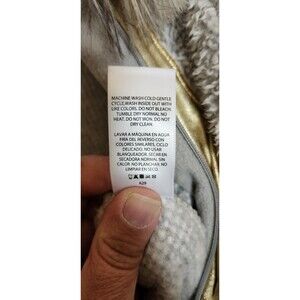 MACHINE WASH COLD GENTLE
CYCLE, WASH INSIDE OUT WITH
LIKE COLORS. DO NOT BLEACH.
TUMBLE DRY NORMAL, NO
HEAT. DO NOT IRON. DO NOT
DRY CLEAN.
LAVAR A MÁQUINA EN AGUA
FRIA DEL REVERSO CON
COLORES SIMILARES, CICLO
DELICADO. NO USAR
BLANQUEADOR, SECAR EN
SECADORA NORMAL, SIN
CALOR. NO PLANCHAR. NO
LIMPIAR EN SECO.